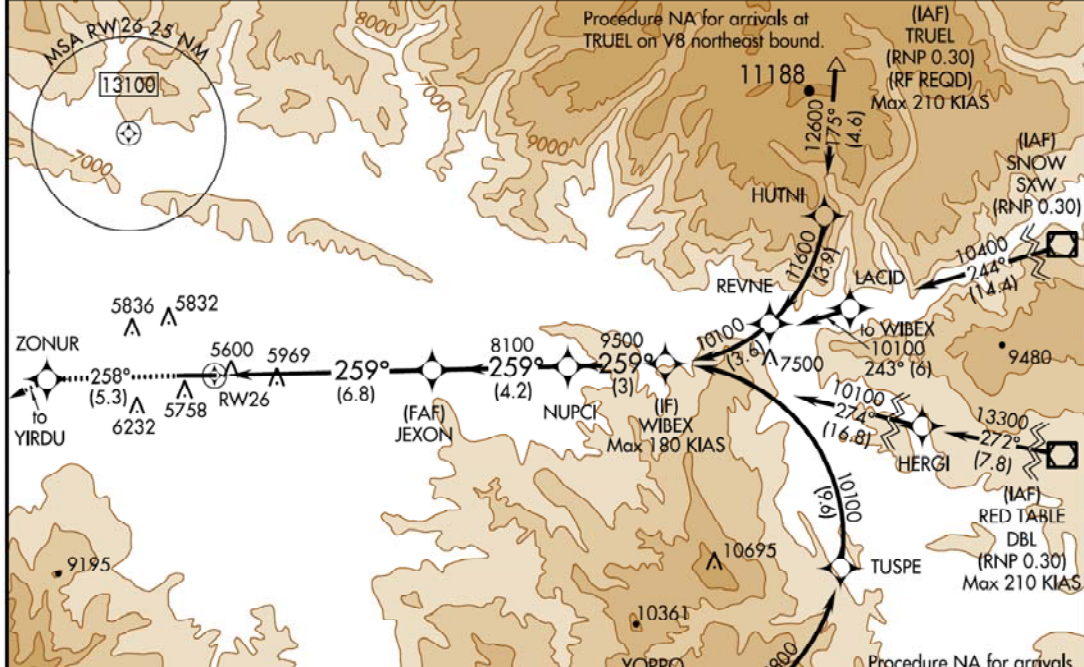 MSA RW26 25 NM
13100
8000
7000
7000
9000
Procedure NA for arrivals at
TRUEL on V8 northeast bound.
11188
(IAF)
TRUEL
(RNP 0.30)
(RF REQD)
Max 210 KIAS
12600
175°
(4.6)
HUTNI
11600
(3.9)
(IAF)
SNOW
SXW
(RNP 0.30)
10400
244°
(14.4)
REVNE
LACID
to WIBEX
10100
243° (6)
10100
(3.6)
7500
9480
5836
5832
ZONUR
258°
(5.3)
to
YIRDU
5600
5969
5758
6232
RW26
259°
(6.8)
(FAF)
JEXON
8100
259°
(4.2)
NUPCI
9500
259°
(3)
(IF)
WIBEX
Max 180 KIAS
10100
274°
(16.8)
HERGI
13300
272°
(7.8)
(IAF)
RED TABLE
DBL
(RNP 0.30)
Max 210 KIAS
10100
(9.9)
TUSPE
9195
10695
10361
Procedure NA for arrivals